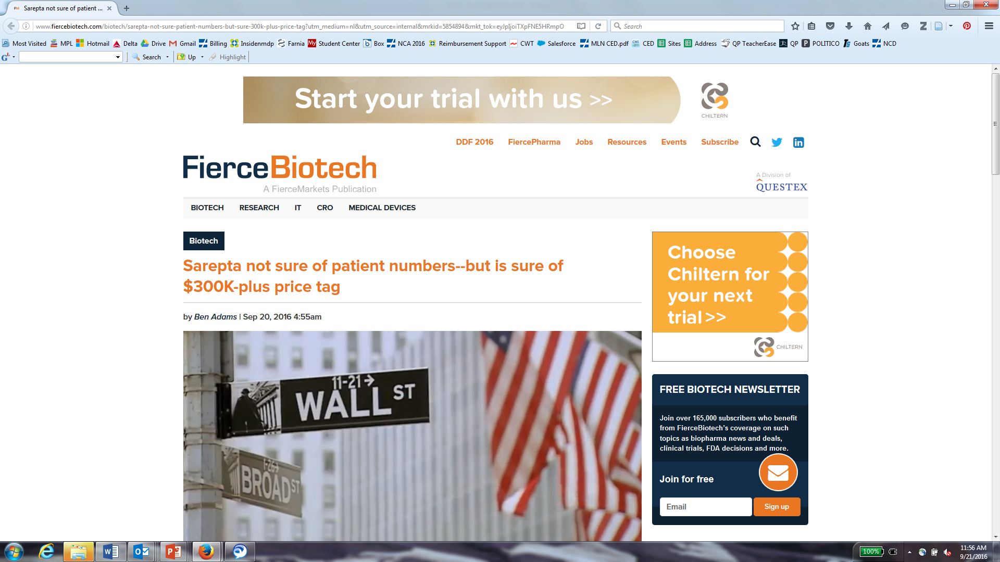 Sarepta not sure of patient ...
www.fiercebiotech.com/biotech/sarepta-not-sure-patient-numbers-but-sure-300k-plus-price-tag?utm_medium=nl&utm_source=internal&mrkid=5854894&mkt_tok=eyJpIjoiTXpFNE5HRmpO
Search
Most Visited MPL Hotmail Delta Drive Gmail Billing Insidenmdp Farnia My Student Center Box NCA 2016 Reimbursement Support CWT Salesforce MLN CED.pdf CED Sites Address QP TeacherEase QP POLITICO Goats NCD
Search Up Highlight
Start your trial with us >>
CHILTERN
DDF 2016 FiercePharma Jobs Resources Events Subscribe
FierceBiotech
A FierceMarkets Publication
A Division of
QUESTEX
BIOTECH RESEARCH IT CRO MEDICAL DEVICES
Biotech
Sarepta not sure of patient numbers--but is sure of
$300K-plus price tag
by Ben Adams | Sep 20, 2016 4:55am
11-21
WALL ST
1-26
BROAD ST
Choose
Chiltern for
your next
trial >>
CHILTERN
FREE BIOTECH NEWSLETTER
Join over 165,000 subscribers who benefit
from FierceBiotech's coverage on such
topics as biopharma news and deals,
clinical trials, FDA decisions and more.
Join for free
Email
Sign up
100%
11:56 AM
9/21/2016